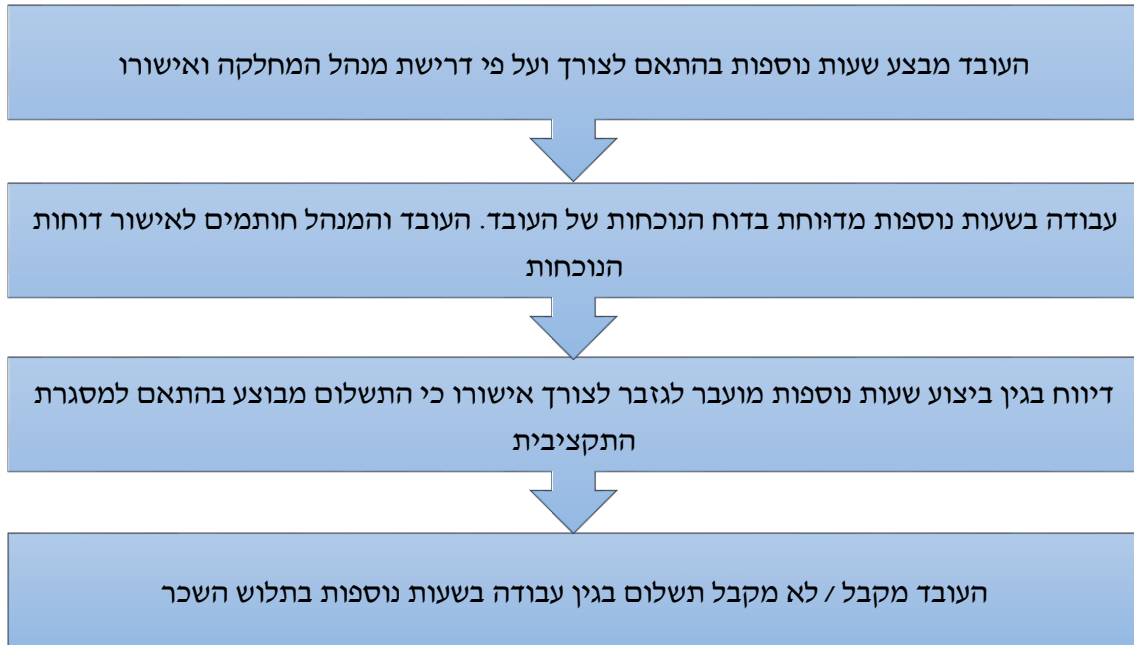 העובד מבצע שעות נוספות בהתאם לצורך ועל פי דרישת מנהל המחלקה ואישורו
עבודה בשעות נוספות מדווחת בדוח הנוכחות של העובד. העובד והמנהל חותמים לאישור דוחות
הנוכחות
דיווח בגין ביצוע שעות נוספות מועבר לגזבר לצורך אישורו כי התשלום מבוצע בהתאם למסגרת
התקציבית
העובד מקבל / לא מקבל תשלום בגין עבודה בשעות נוספות בתלוש השכר